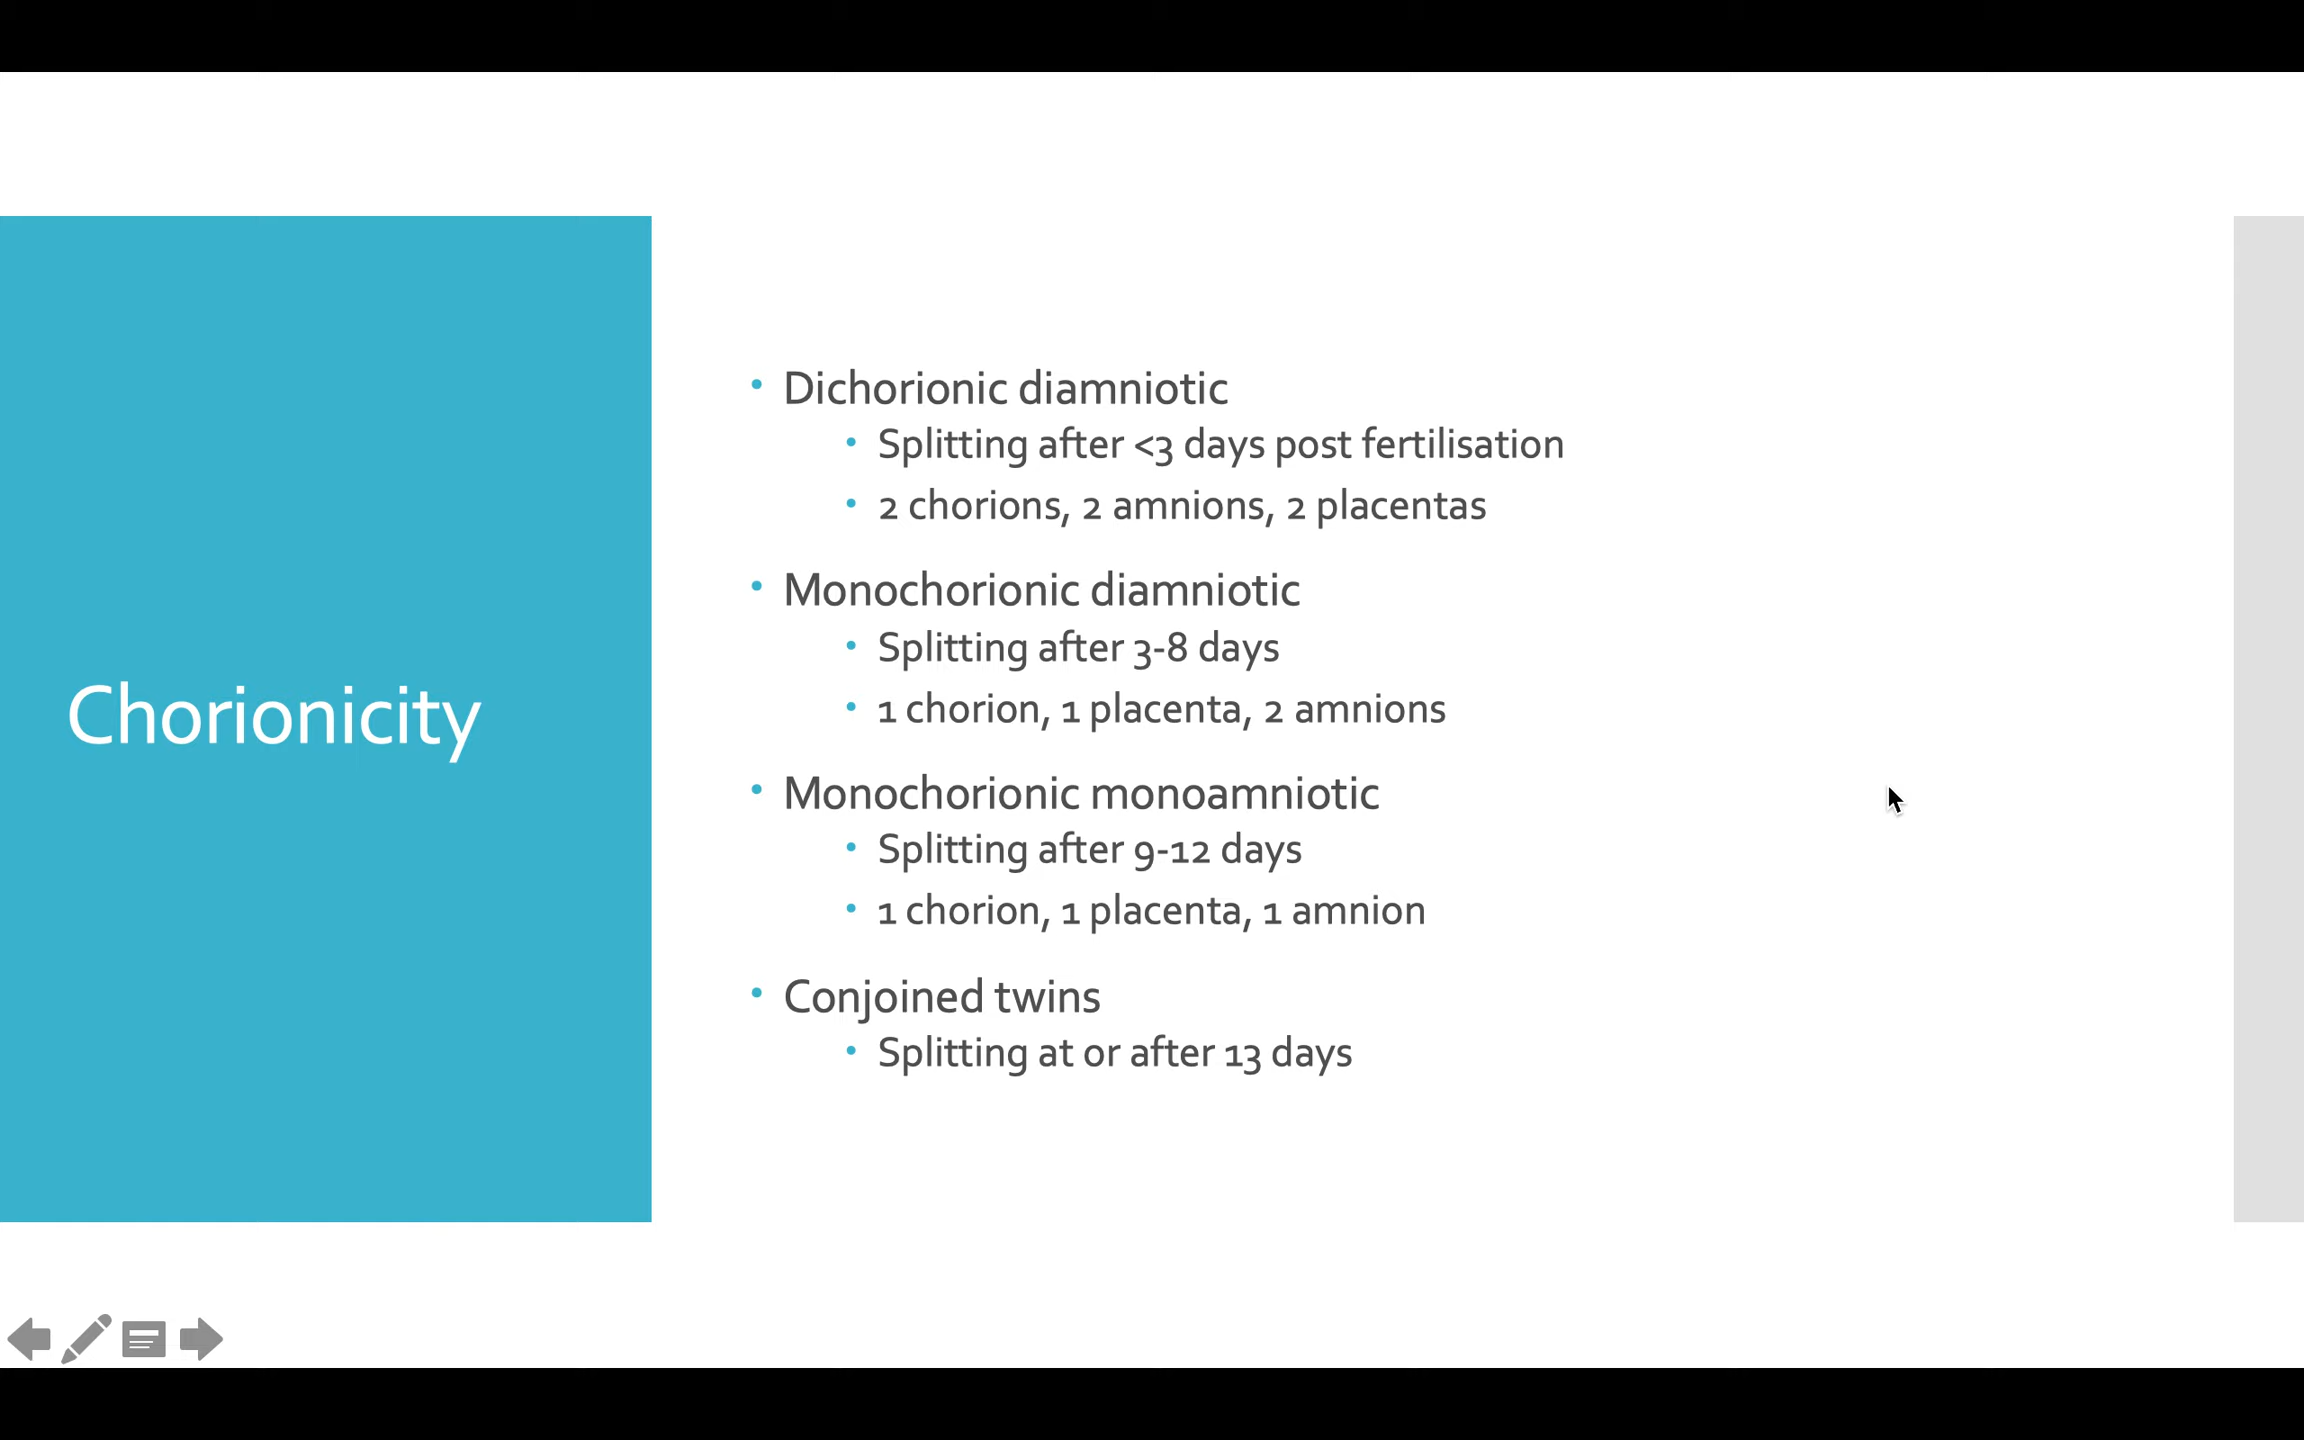 Chorionicity
• Dichorionic diamniotic
• Splitting after <3 days post fertilisation
• 2 chorions, 2 amnions, 2 placentas
• Monochorionic diamniotic
• Splitting after 3-8 days
• 1 chorion, 1 placenta, 2 amnions
• Monochorionic monoamniotic
• Splitting after 9-12 days
• 1 chorion, 1 placenta, 1 amnion
• Conjoined twins
• Splitting at or after 13 days